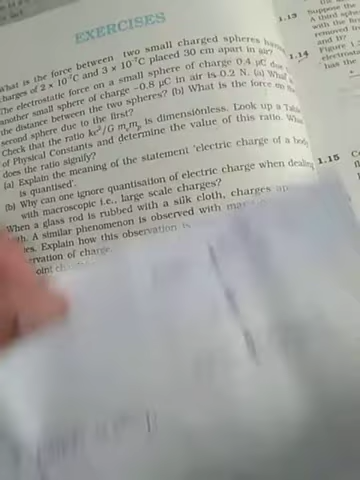 EXERCISES
What is the force between two small charged spheres having
charges of 2 × 10⁻⁷C and 3 × 10⁻⁷C placed 30 cm apart in air?
The electrostatic force on a small sphere of charge 0.4 μC due
another small sphere of charge –0.8 μC in air is 0.2 N. (a) What
the distance between the two spheres? (b) What is the force on the
second sphere due to the first?
Check that the ratio ke²/G mₑmₚ is dimensionless. Look up a Table
of Physical Constants and determine the value of this ratio. What
does the ratio signify?
(a) Explain the meaning of the statement 'electric charge of a body
is quantised'.
(b) Why can one ignore quantisation of electric charge when dealing
with macroscopic i.e., large scale charges?
When a glass rod is rubbed with a silk cloth, charges ap
th. A similar phenomenon is observed with
es. Explain how this observation is
ervation of charge.
oint
1.13 Suppose the
A third sphe
with the
removed
and
1.14 Figure 1
electrosta
has the
1.15